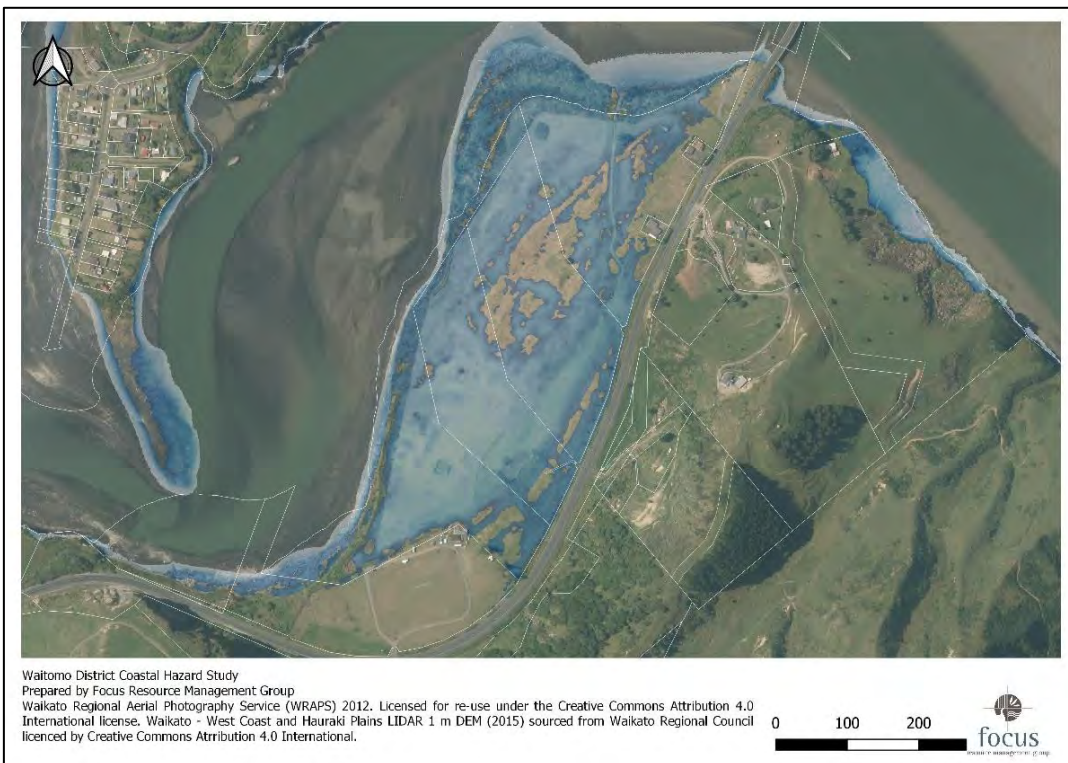 Waitomo District Coastal Hazard Study
Prepared by Focus Resource Management Group
Waikato Regional Aerial Photography Service (WRAPS) 2012. Licensed for re-use under the Creative Commons Attribution 4.0
International license. Waikato - West Coast and Hauraki Plains LIDAR 1 m DEM (2015) sourced from Waikato Regional Council
licenced by Creative Commons Atrribution 4.0 International.
0 100 200
focus
resource management group